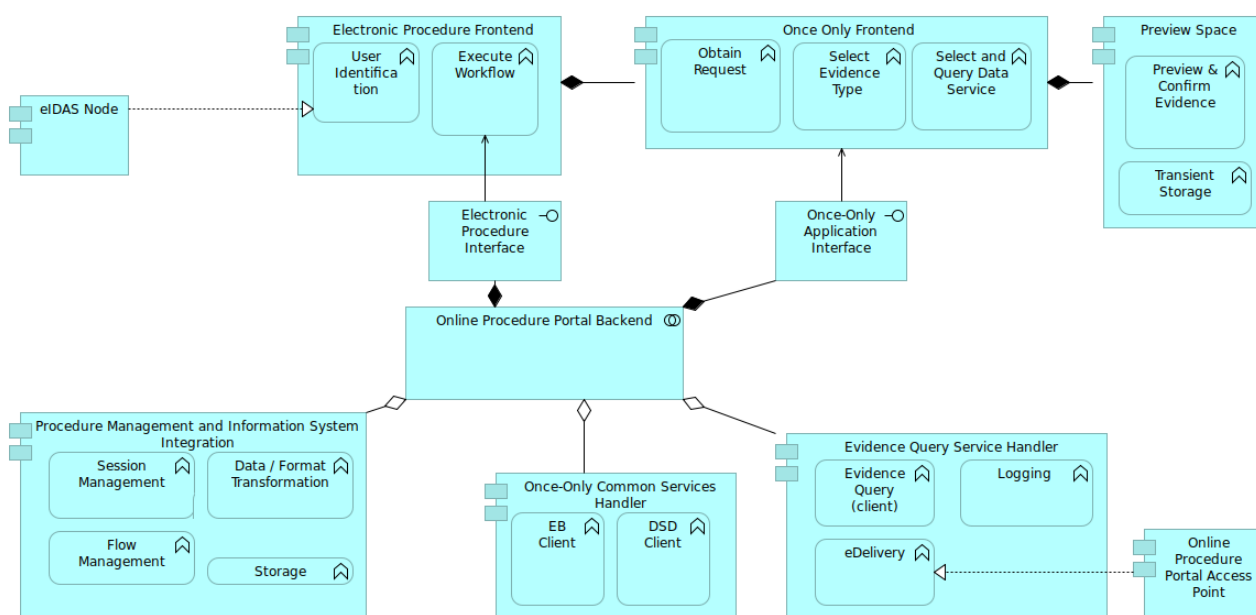 Electronic Procedure Frontend
User
Identifica
tion
Execute
Workflow
Once Only Frontend
Obtain
Request
Select
Evidence
Type
Select and
Query Data
Service
Preview Space
Preview &
Confirm
Evidence
Transient
Storage
eIDAS Node
Electronic
Procedure
Interface
Once-Only
Application
Interface
Online Procedure Portal Backend
Procedure Management and Information System
Integration
Session
Management
Data / Format
Transformation
Flow
Management
Storage
Once-Only Common Services
Handler
EB
Client
DSD
Client
Evidence Query Service Handler
Evidence
Query
(client)
Logging
eDelivery
Online
Procedure
Portal Access
Point